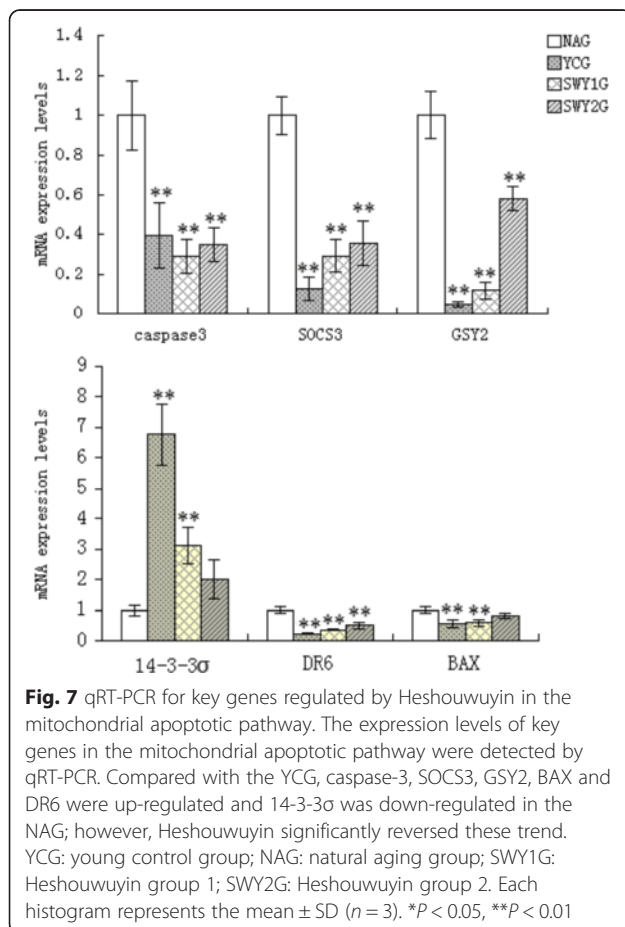 1.4
1.2
1
0.8
0.6
0.4
0.2
0
mRNA expression levels
NAG
YCG
SWY1G
SWY2G
** ** **
** ** **
** ** **
caspase3 SOCS3 GSY2
9
8
7
6
5
4
3
2
1
0
mRNA expression levels
** **
** ** **
** **
14-3-3σ DR6 BAX
Fig. 7 qRT-PCR for key genes regulated by Heshouwuyin in the
mitochondrial apoptotic pathway. The expression levels of key
genes in the mitochondrial apoptotic pathway were detected by
qRT-PCR. Compared with the YCG, caspase-3, SOCS3, GSY2, BAX and
DR6 were up-regulated and 14-3-3σ was down-regulated in the
NAG; however, Heshouwuyin significantly reversed these trend.
YCG: young control group; NAG: natural aging group; SWY1G:
Heshouwuyin group 1; SWY2G: Heshouwuyin group 2. Each
histogram represents the mean ± SD (n = 3). *P < 0.05, **P < 0.01